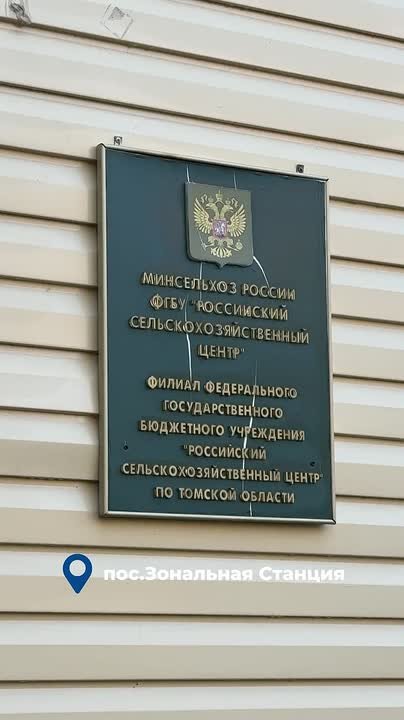 МИНСЕЛЬХОЗ РОССИИ
ФГБУ "РОССИЙСКИЙ
СЕЛЬСКОХОЗЯЙСТВЕННЫЙ
ЦЕНТР"
ФИЛИАЛ ФЕДЕРАЛЬНОГО
ГОСУДАРСТВЕННОГО
БЮДЖЕТНОГО УЧРЕЖДЕНИЯ
"РОССИЙСКИЙ
СЕЛЬСКОХОЗЯЙСТВЕННЫЙ ЦЕНТР"
ПО ТОМСКОЙ ОБЛАСТИ
пос.Зональная Станция